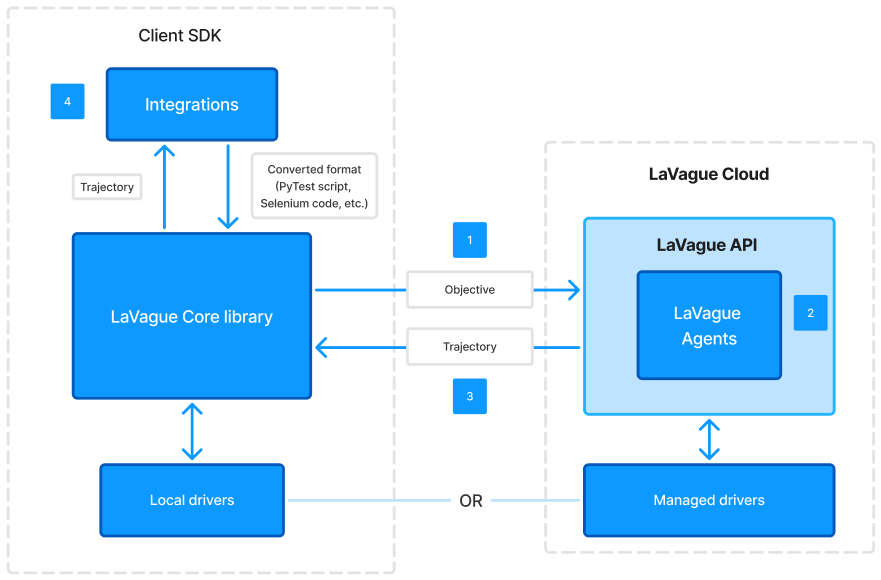 Client SDK
4
Integrations
Trajectory
Converted format
(PyTest script,
Selenium code, etc.)
LaVague Core library
Local drivers
1
Objective
Trajectory
3
OR
LaVague Cloud
LaVague API
LaVague
Agents
2
Managed drivers